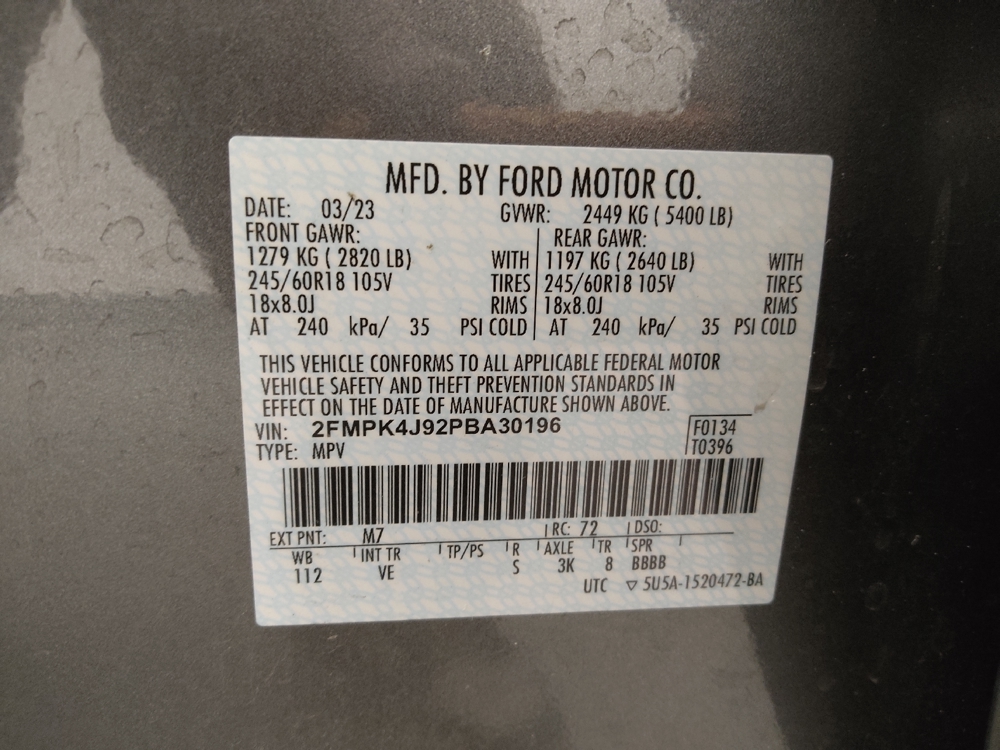 MFD. BY FORD MOTOR CO.
DATE: 03/23 GVWR: 2449 KG ( 5400 LB)
FRONT GAWR: REAR GAWR:
1279 KG ( 2820 LB) WITH 1197 KG ( 2640 LB) WITH
245/60R18 105V TIRES 245/60R18 105V TIRES
18x8.0J RIMS 18x8.0J RIMS
AT 240 kPa/ 35 PSI COLD AT 240 kPa/ 35 PSI COLD
THIS VEHICLE CONFORMS TO ALL APPLICABLE FEDERAL MOTOR
VEHICLE SAFETY AND THEFT PREVENTION STANDARDS IN
EFFECT ON THE DATE OF MANUFACTURE SHOWN ABOVE.
VIN: 2FMPK4J92PBA30196 F0134
TYPE: MPV T0396
EXT PNT: M7 RC: 72 DSO:
WB INT TR TP/PS R AXLE TR SPR
112 VE S 3K 8 BBBB
UTC ▽ 5U5A-1520472-BA